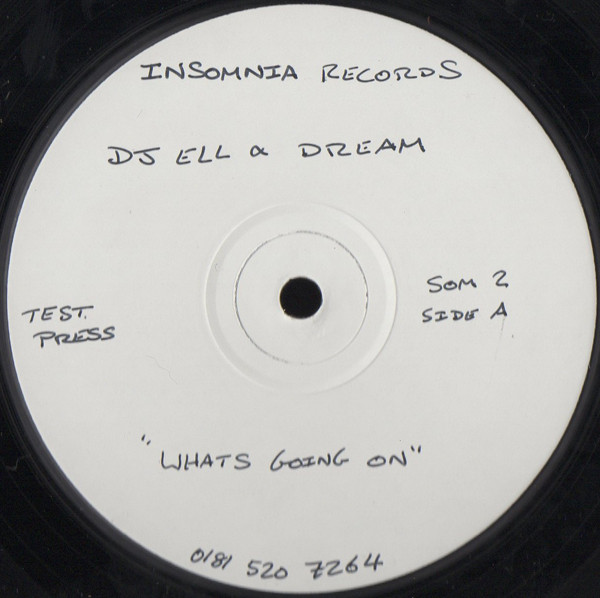 INSOMNIA RECORDS
DJ ELL & DREAM
TEST.
PRESS
SOM 2
SIDE A
"WHATS GOING ON"
0181 520 7264